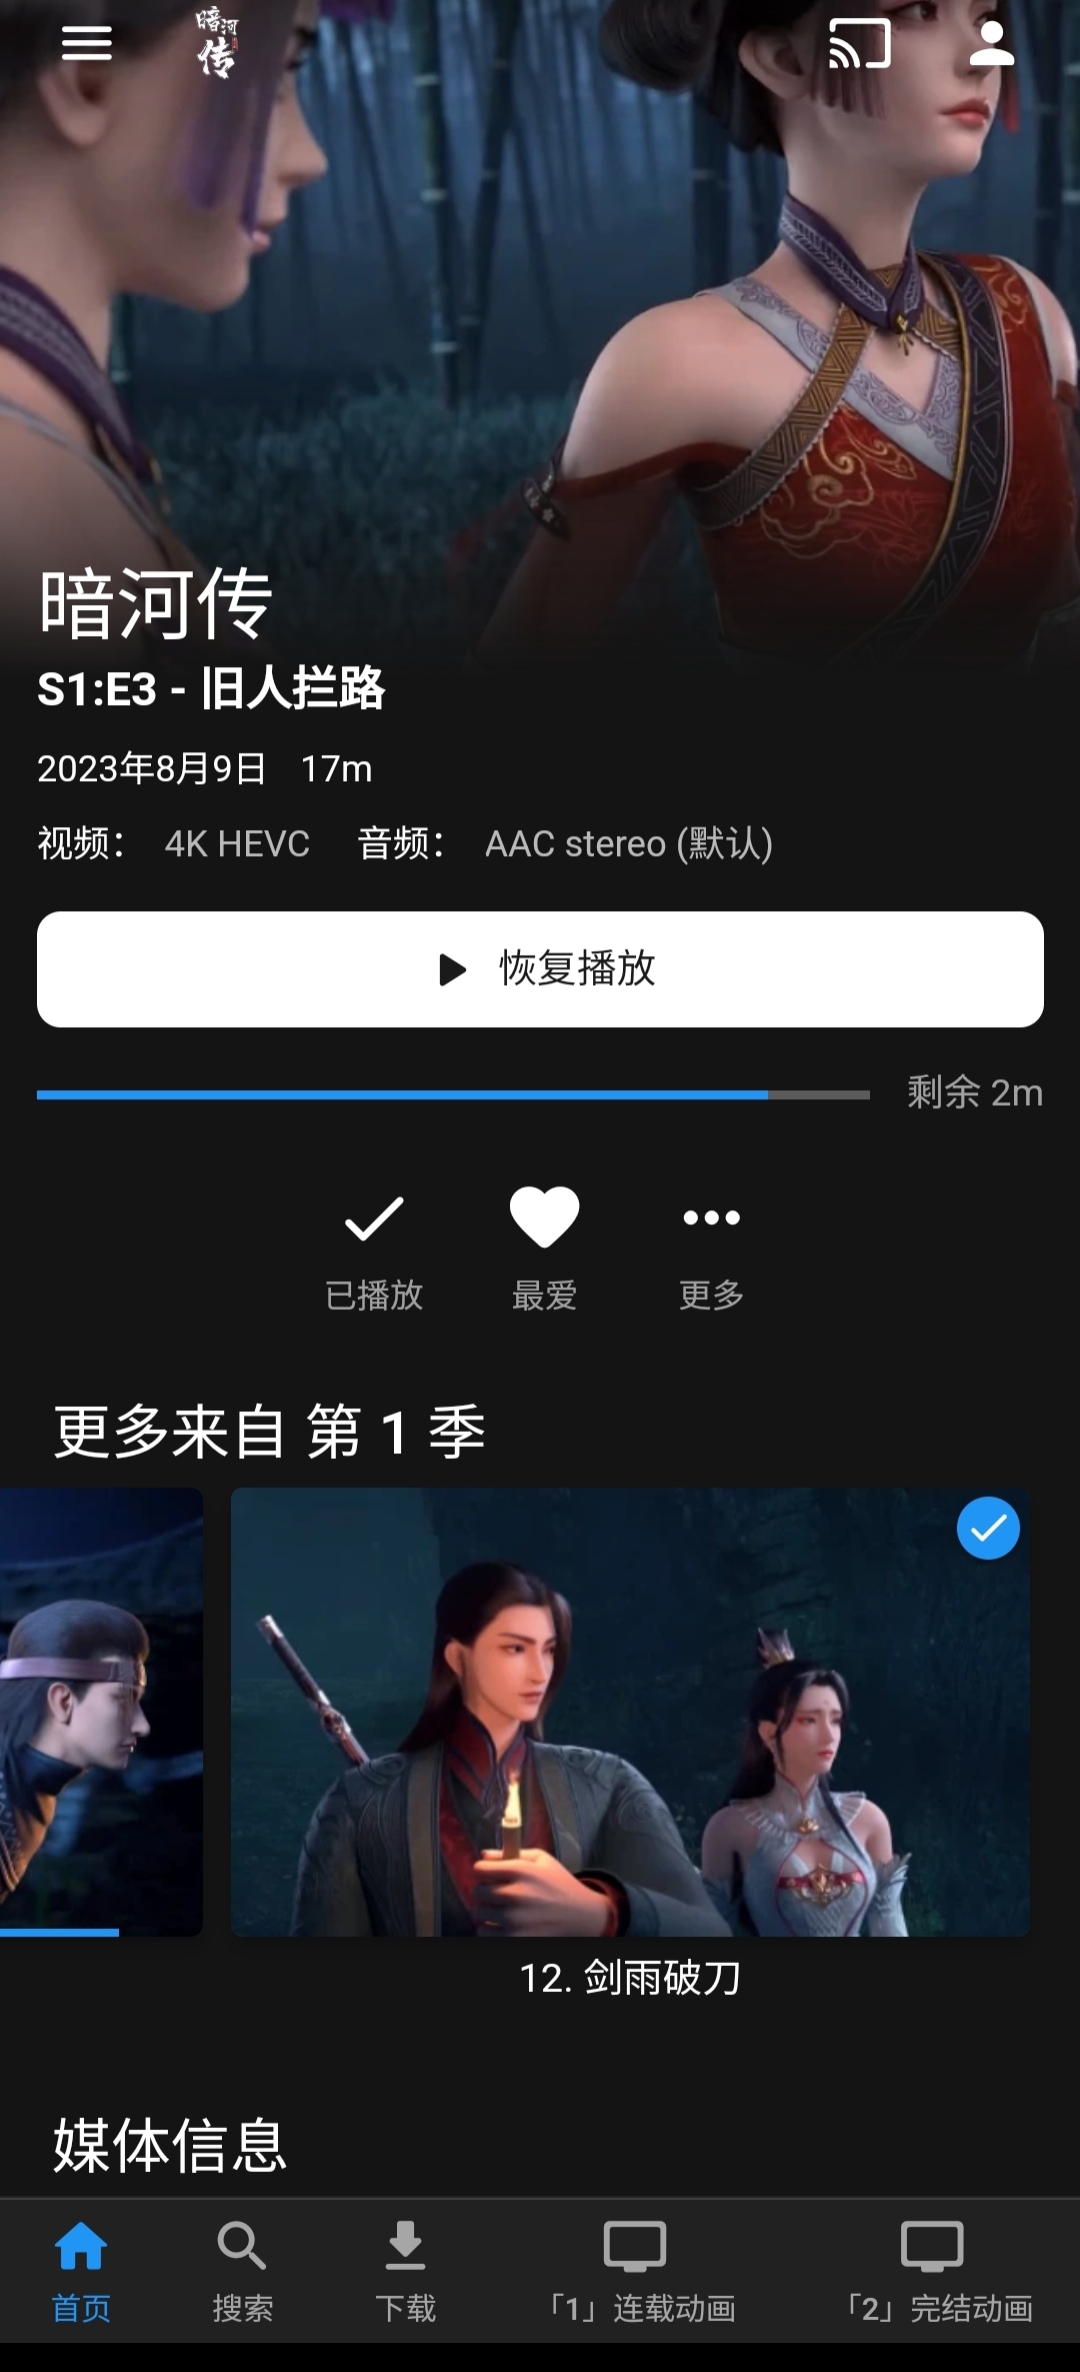 暗河
传
暗河传
S1:E3 - 旧人拦路
2023年8月9日 17m
视频： 4K HEVC 音频： AAC stereo (默认)
恢复播放
剩余 2m
已播放 最爱 更多
更多来自 第 1 季
12. 剑雨破刀
媒体信息
首页 搜索 下载 「1」连载动画 「2」完结动画